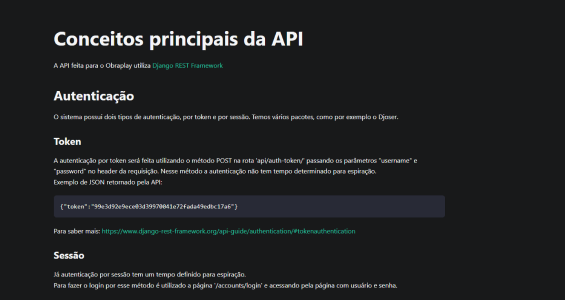 Conceitos principais da API
A API feita para o Obraplay utiliza Django REST Framework
Autenticação
O sistema possui dois tipos de autenticação, por token e por sessão. Temos vários pacotes, como por exemplo o Djoser.
Token
A autenticação por token será feita utilizando o método POST na rota 'api/auth-token/' passando os parâmetros "username" e
"password" no header da requisição. Nesse método a autenticação não tem tempo determinado para espiração.
Exemplo de JSON retornado pela API:
{"token":"99e3d92e9ece03d39970041e72fada49edbc17a6"}
Para saber mais: https://www.django-rest-framework.org/api-guide/authentication/#tokenauthentication
Sessão
Já autenticação por sessão tem um tempo definido para espiração.
Para fazer o login por esse método é utilizado a página '/accounts/login' e acessando pela página com usuário e senha.